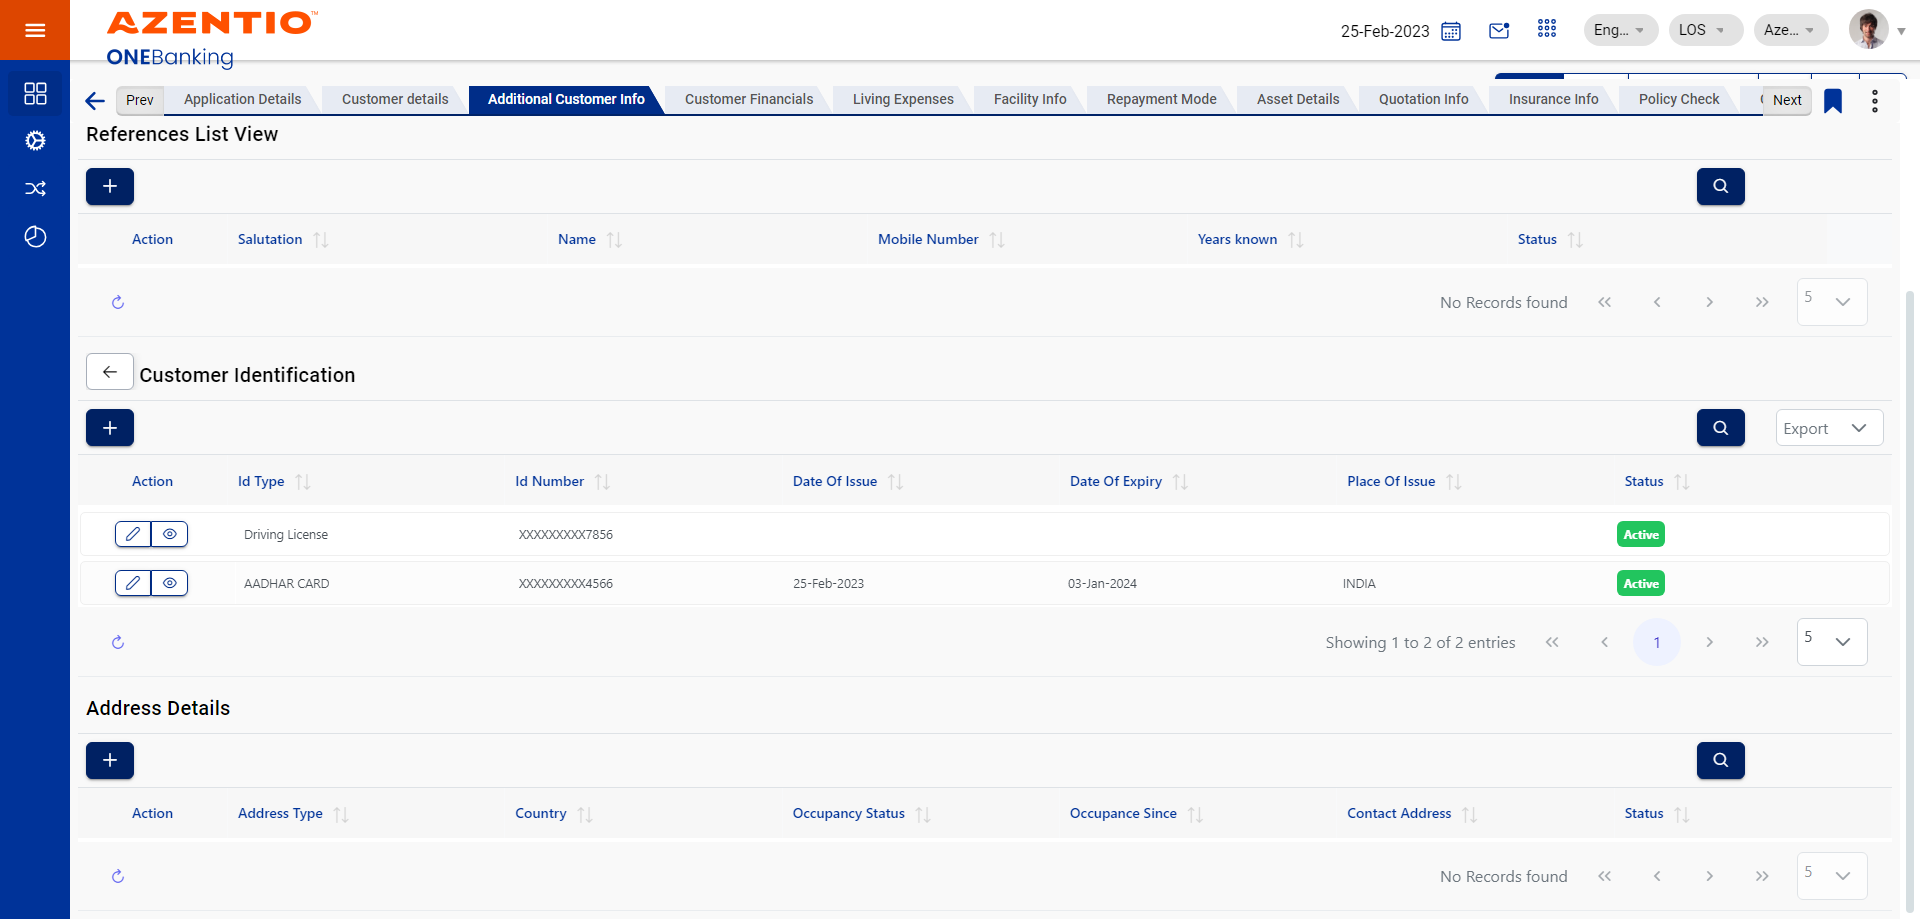 AZENTIO™
ONEBanking
25-Feb-2023
Eng...
LOS
Aze...
Prev
Application Details
Customer details
Additional Customer Info
Customer Financials
Living Expenses
Facility Info
Repayment Mode
Asset Details
Quotation Info
Insurance Info
Policy Check
Next
References List View
Action
Salutation
Name
Mobile Number
Years known
Status
No Records found
5
Customer Identification
Export
Action
Id Type
Id Number
Date Of Issue
Date Of Expiry
Place Of Issue
Status
Driving License
XXXXXXXXX7856
Active
AADHAR CARD
XXXXXXXXX4566
25-Feb-2023
03-Jan-2024
INDIA
Active
Showing 1 to 2 of 2 entries
1
5
Address Details
Action
Address Type
Country
Occupancy Status
Occupance Since
Contact Address
Status
No Records found
5